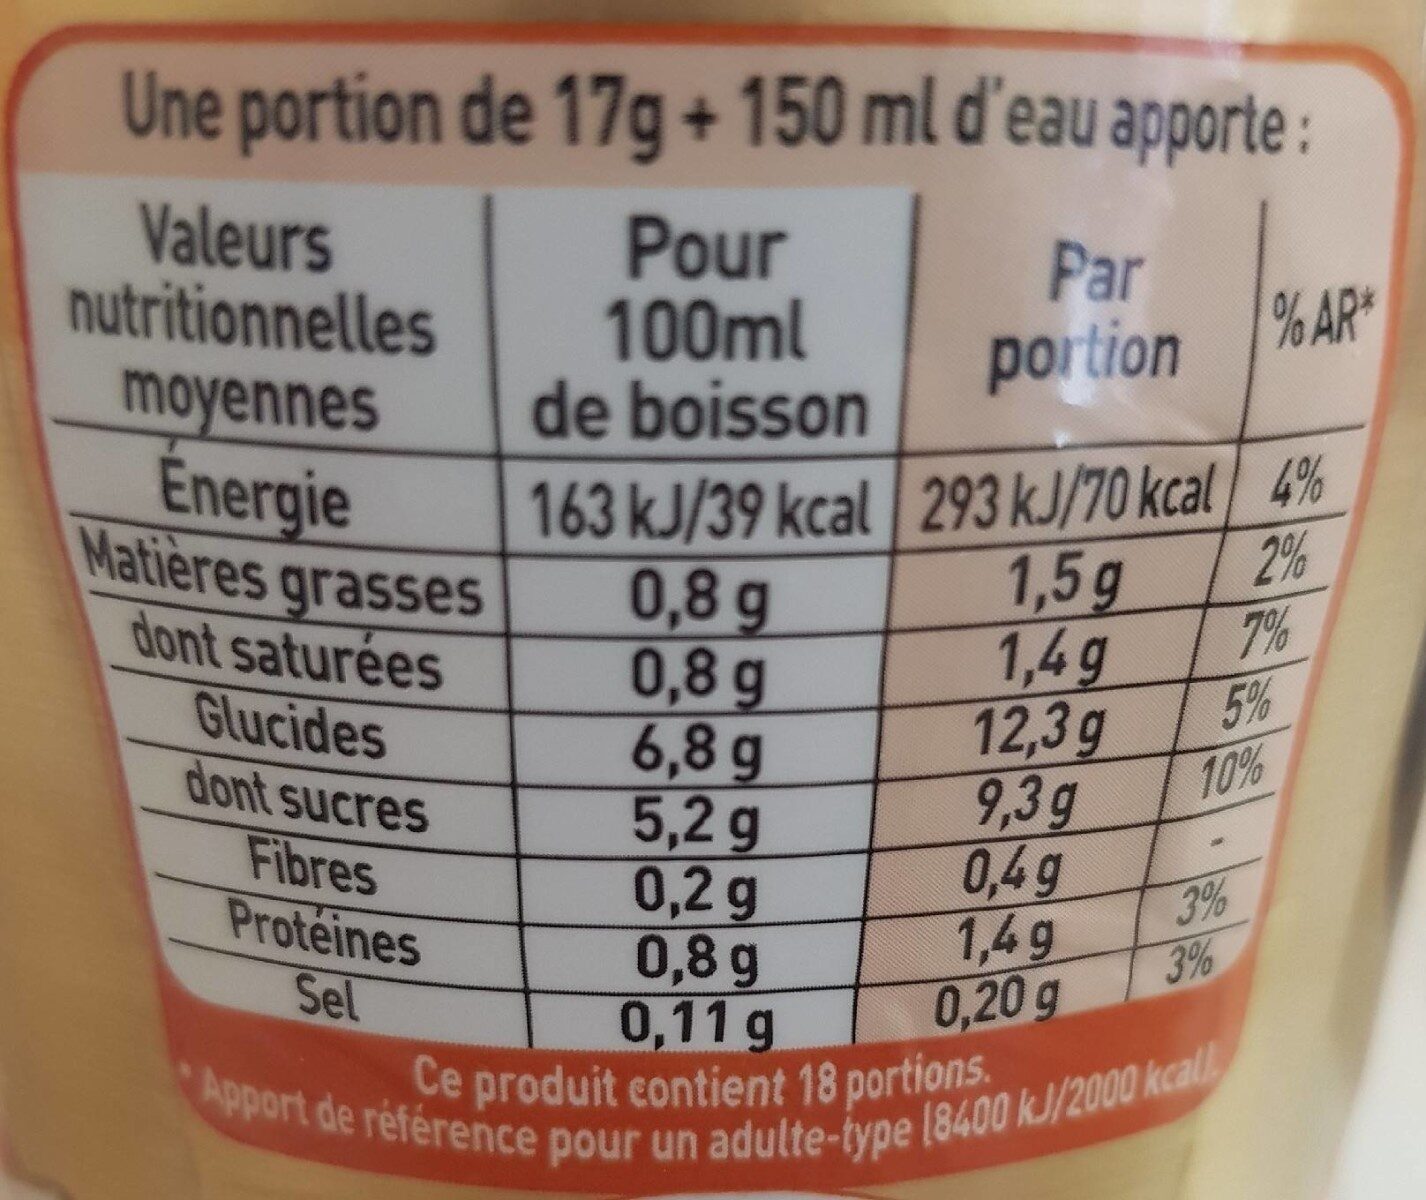 Une portion de 17g + 150 ml d'eau apporte :
Valeurs nutritionnelles moyennes Pour 100ml de boisson Par portion % AR*
Énergie 163 kJ/39 kcal 293 kJ/70 kcal 4%
Matières grasses 0,8 g 1,5 g 2%
dont saturées 0,8 g 1,4 g 7%
Glucides 6,8 g 12,3 g 5%
dont sucres 5,2 g 9,3 g 10%
Fibres 0,2 g 0,4 g -
Protéines 0,8 g 1,4 g 3%
Sel 0,11 g 0,20 g 3%
Ce produit contient 18 portions.
* Apport de référence pour un adulte-type (8400 kJ/2000 kcal).